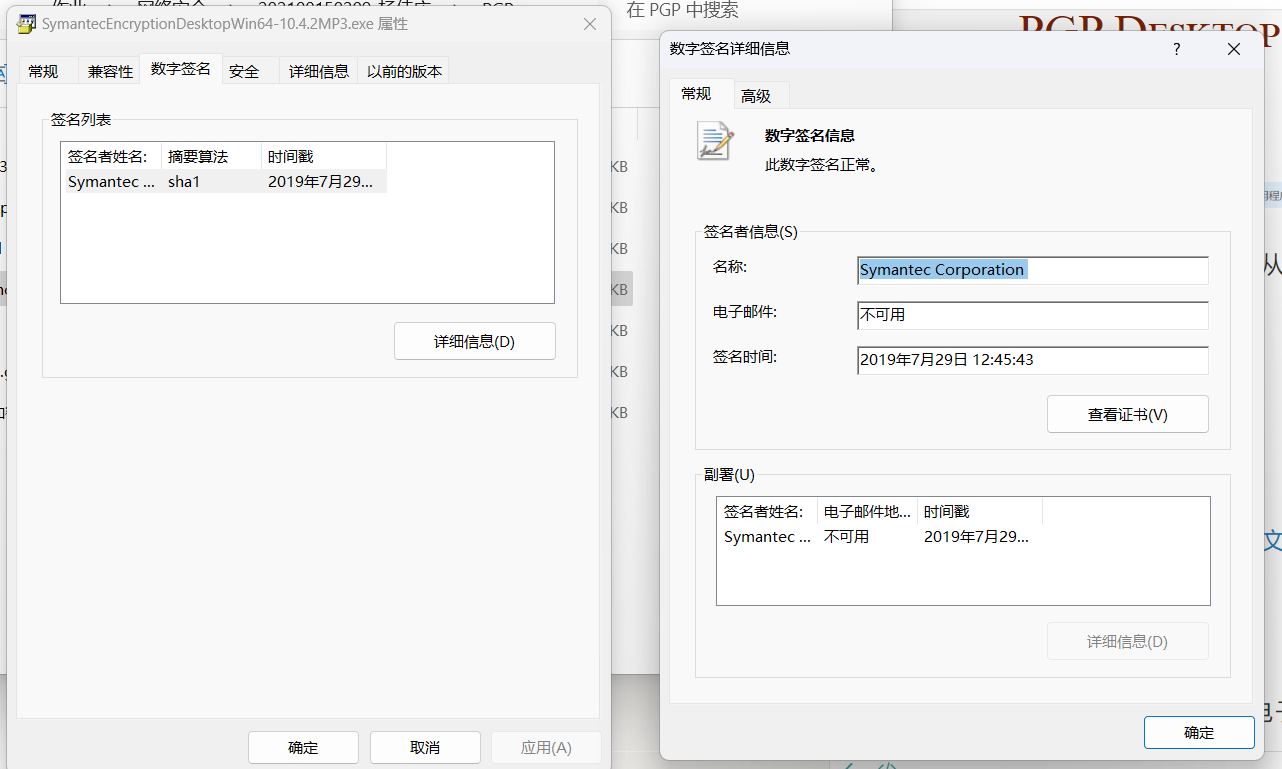 SymantecEncryptionDesktopWin64-10.4.2MP3.exe 属性
常规 兼容性 数字签名 安全 详细信息 以前的版本
签名列表
签名者姓名: 摘要算法 时间戳
Symantec ... sha1 2019年7月29...
详细信息(D)
确定 取消 应用(A)
在 PGP 中搜索
KB
KB
KB
KB
KB
KB
KB
PGP DESKTOP
数字签名详细信息
?
常规 高级
数字签名信息
此数字签名正常。
签名者信息(S)
名称: Symantec Corporation
电子邮件: 不可用
签名时间: 2019年7月29日 12:45:43
查看证书(V)
副署(U)
签名者姓名: 电子邮件地... 时间戳
Symantec ... 不可用 2019年7月29...
详细信息(D)
确定
从
文